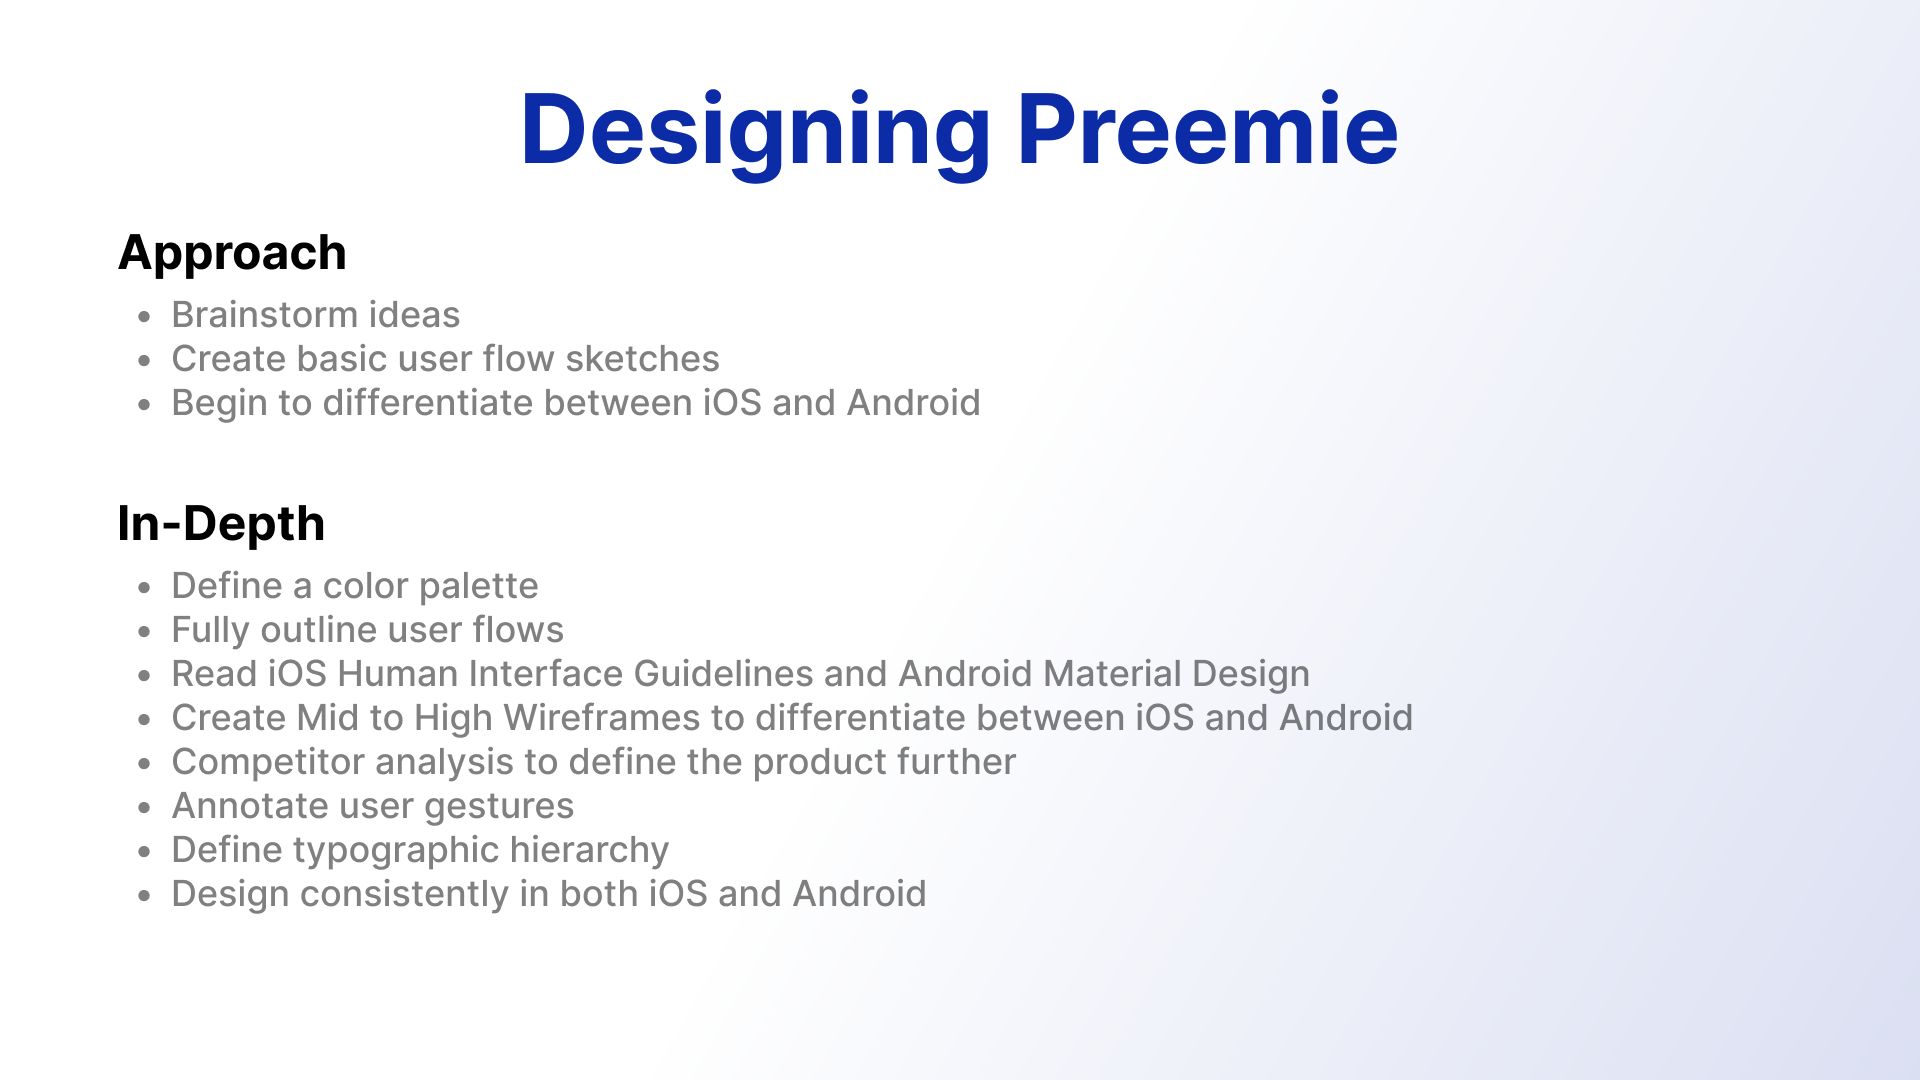 Designing Preemie
Approach
• Brainstorm ideas
• Create basic user flow sketches
• Begin to differentiate between iOS and Android
In-Depth
• Define a color palette
• Fully outline user flows
• Read iOS Human Interface Guidelines and Android Material Design
• Create Mid to High Wireframes to differentiate between iOS and Android
• Competitor analysis to define the product further
• Annotate user gestures
• Define typographic hierarchy
• Design consistently in both iOS and Android